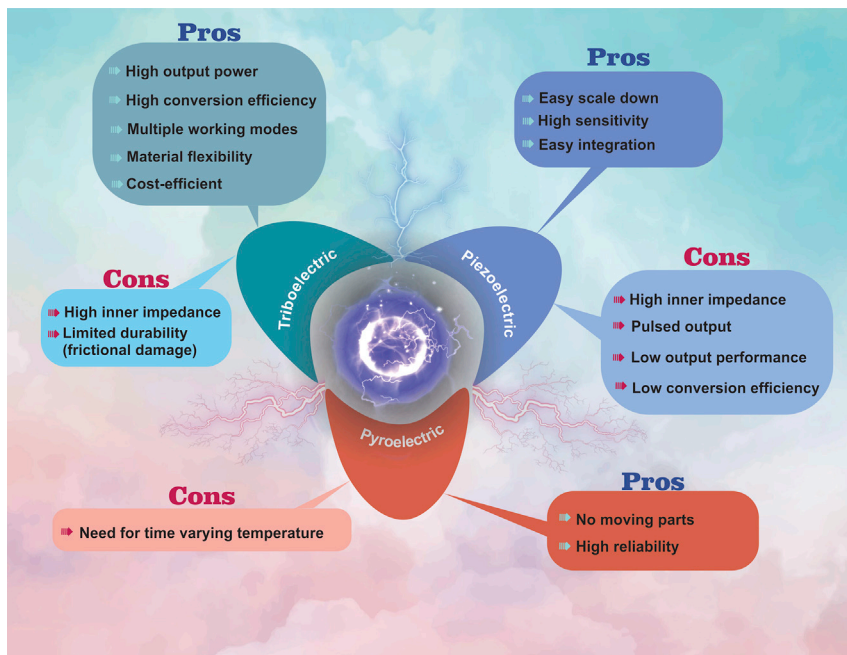 Pros
High output power
High conversion efficiency
Multiple working modes
Material flexibility
Cost-efficient
Pros
Easy scale down
High sensitivity
Easy integration
Triboelectric
Piezoelectric
Pyroelectric
Cons
High inner impedance
Limited durability
(frictional damage)
Cons
High inner impedance
Pulsed output
Low output performance
Low conversion efficiency
Cons
Need for time varying temperature
Pros
No moving parts
High reliability